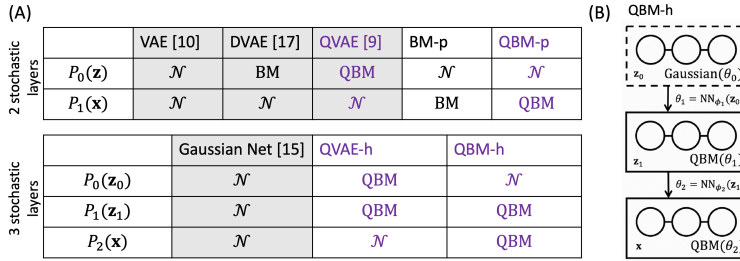 (A)
VAE [10] DVAE [17] QVAE [9] BM-p QBM-p
P₀(z) 𝒩 BM QBM 𝒩 𝒩
P₁(x) 𝒩 𝒩 𝒩 BM QBM
2 stochastic
layers
Gaussian Net [15] QVAE-h QBM-h
P₀(z₀) 𝒩 QBM 𝒩
P₁(z₁) 𝒩 QBM QBM
P₂(x) 𝒩 𝒩 QBM
3 stochastic
layers
(B)
QBM-h
z₀ Gaussian(θ₀)
θ₁ = NN_ϕ₁(z₀
z₁ QBM(θ₁)
θ₂ = NN_ϕ₂(z₁
x QBM(θ₂)